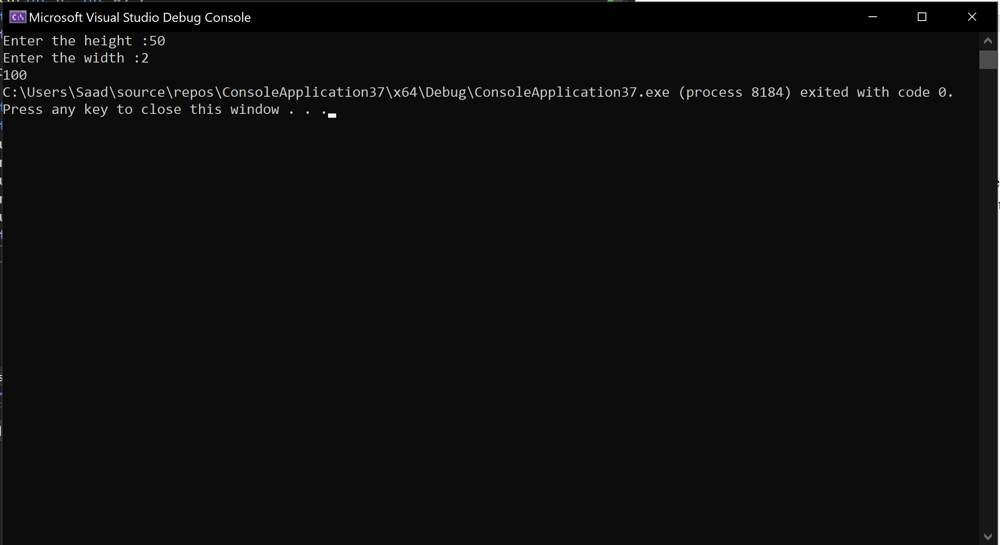 Microsoft Visual Studio Debug Console
Enter the height :50
Enter the width :2
100
C:\Users\Saad\source\repos\ConsoleApplication37\x64\Debug\ConsoleApplication37.exe (process 8184) exited with code 0.
Press any key to close this window . . .